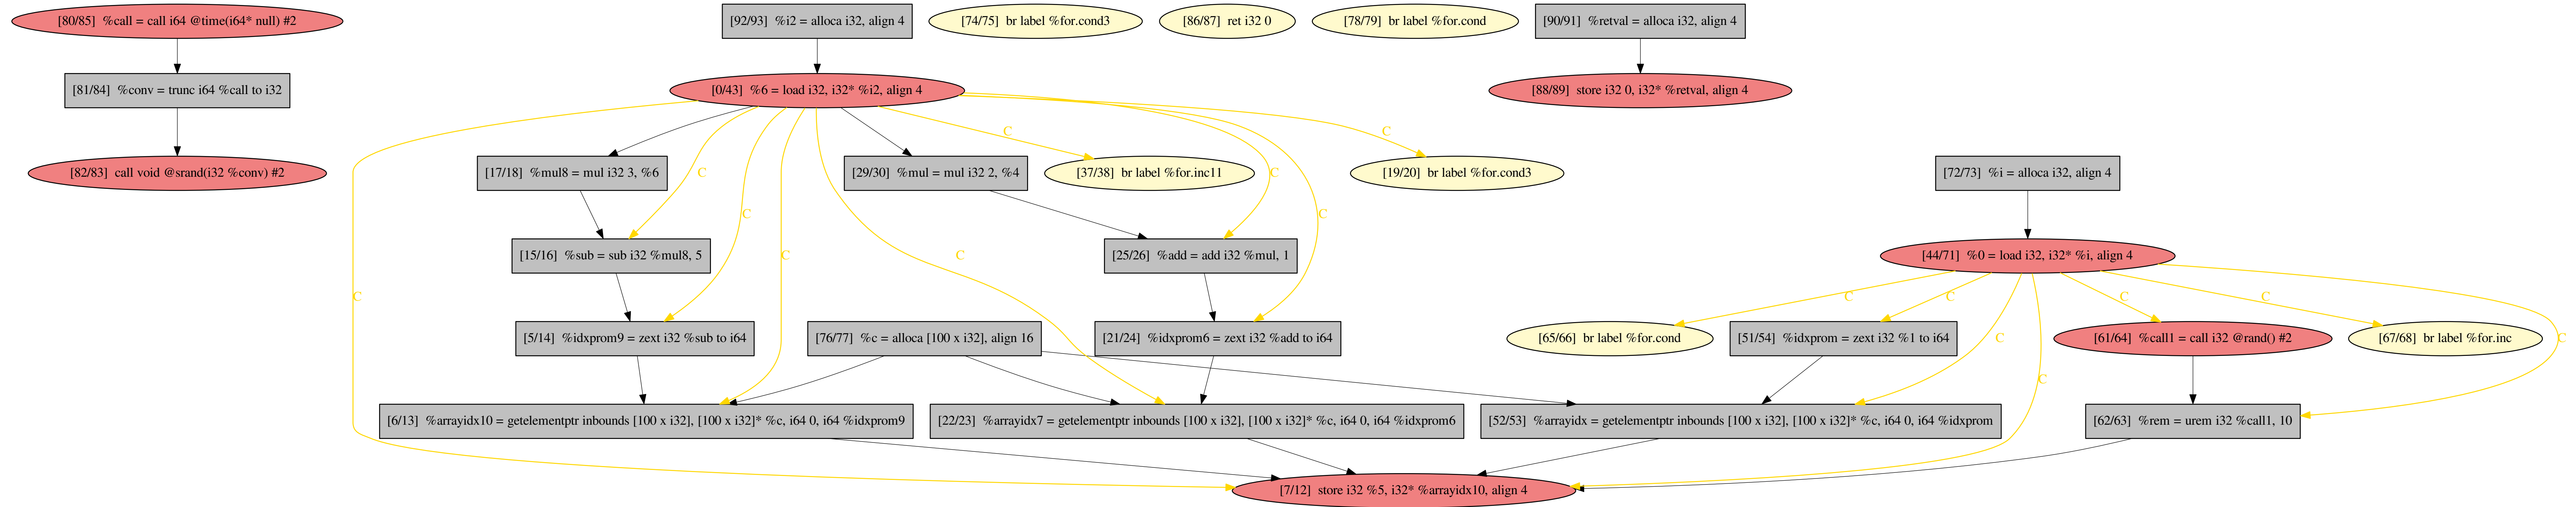 [80/85]  %call = call i64 @time(i64* null) #2
[92/93]  %i2 = alloca i32, align 4
[74/75]  br label %for.cond3
[86/87]  ret i32 0
[78/79]  br label %for.cond
[90/91]  %retval = alloca i32, align 4
[81/84]  %conv = trunc i64 %call to i32
[0/43]  %6 = load i32, i32* %i2, align 4
[88/89]  store i32 0, i32* %retval, align 4
C
C
[82/83]  call void @srand(i32 %conv) #2
[17/18]  %mul8 = mul i32 3, %6
C
[29/30]  %mul = mul i32 2, %4
[37/38]  br label %for.inc11
C
[19/20]  br label %for.cond3
[72/73]  %i = alloca i32, align 4
C
C
[15/16]  %sub = sub i32 %mul8, 5
C
C
[25/26]  %add = add i32 %mul, 1
[44/71]  %0 = load i32, i32* %i, align 4
C
C
C
C
C
[5/14]  %idxprom9 = zext i32 %sub to i64
[76/77]  %c = alloca [100 x i32], align 16
[21/24]  %idxprom6 = zext i32 %add to i64
[65/66]  br label %for.cond
[51/54]  %idxprom = zext i32 %1 to i64
C
[61/64]  %call1 = call i32 @rand() #2
[67/68]  br label %for.inc
C
C
[6/13]  %arrayidx10 = getelementptr inbounds [100 x i32], [100 x i32]* %c, i64 0, i64 %idxprom9
[22/23]  %arrayidx7 = getelementptr inbounds [100 x i32], [100 x i32]* %c, i64 0, i64 %idxprom6
[52/53]  %arrayidx = getelementptr inbounds [100 x i32], [100 x i32]* %c, i64 0, i64 %idxprom
[62/63]  %rem = urem i32 %call1, 10
[7/12]  store i32 %5, i32* %arrayidx10, align 4